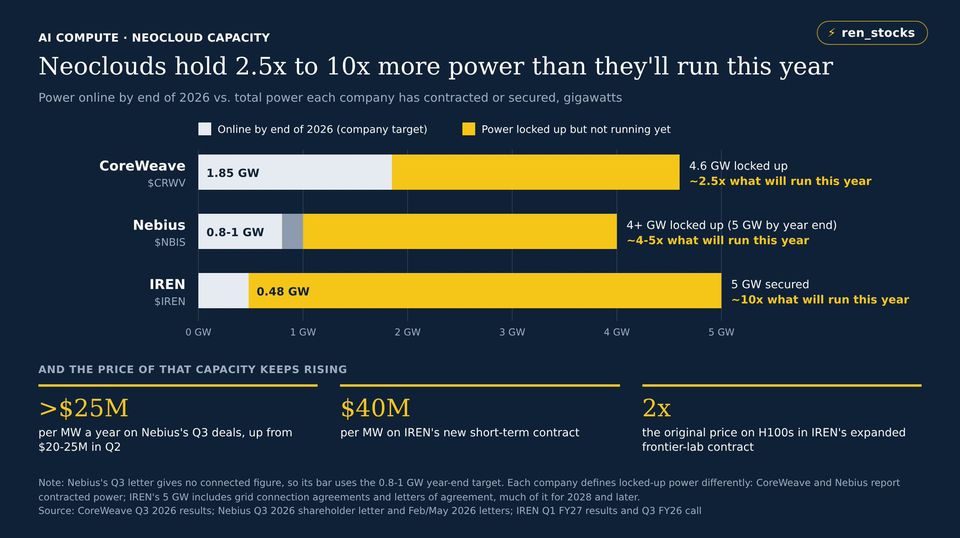 AI COMPUTE · NEOCLOUD CAPACITY
⚡ ren_stocks
Neoclouds hold 2.5x to 10x more power than they'll run this year
Power online by end of 2026 vs. total power each company has contracted or secured, gigawatts
Online by end of 2026 (company target)
Power locked up but not running yet
CoreWeave
$CRWV
1.85 GW
4.6 GW locked up
~2.5x what will run this year
Nebius
$NBIS
0.8-1 GW
4+ GW locked up (5 GW by year end)
~4-5x what will run this year
IREN
$IREN
0.48 GW
5 GW secured
~10x what will run this year
0 GW 1 GW 2 GW 3 GW 4 GW 5 GW
AND THE PRICE OF THAT CAPACITY KEEPS RISING
>$25M
per MW a year on Nebius's Q3 deals, up from
$20-25M in Q2
$40M
per MW on IREN's new short-term contract
2x
the original price on H100s in IREN's expanded
frontier-lab contract
Note: Nebius's Q3 letter gives no connected figure, so its bar uses the 0.8-1 GW year-end target. Each company defines locked-up power differently: CoreWeave and Nebius report
contracted power; IREN's 5 GW includes grid connection agreements and letters of agreement, much of it for 2028 and later.
Source: CoreWeave Q3 2026 results; Nebius Q3 2026 shareholder letter and Feb/May 2026 letters; IREN Q1 FY27 results and Q3 FY26 call